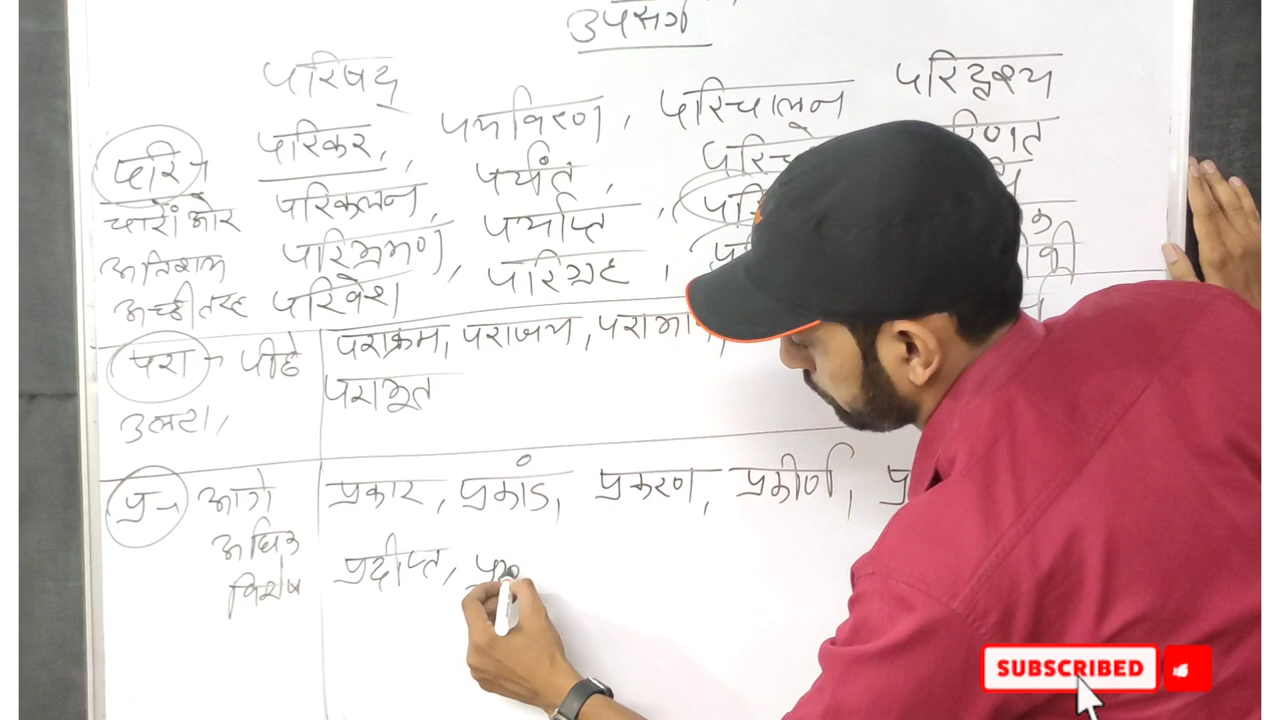 उपसर्ग
परिषद्
पर्यावरण, परिचालन परिदृश्य
परि → परिकर,
पर्यंत,
चारों ओर परिकलन,
पर्याप्त,
अतिशय परिभ्रमण, परिग्रह,
अच्छी तरह परिवेश
परा → पीछे पराक्रम, पराजय,
उलटा, पराभूत
प्र → आगे प्रकार, प्रकांड, प्रकरण, प्रकीर्ण,
अधिक
विशेष प्रदीप्त,
SUBSCRIBED